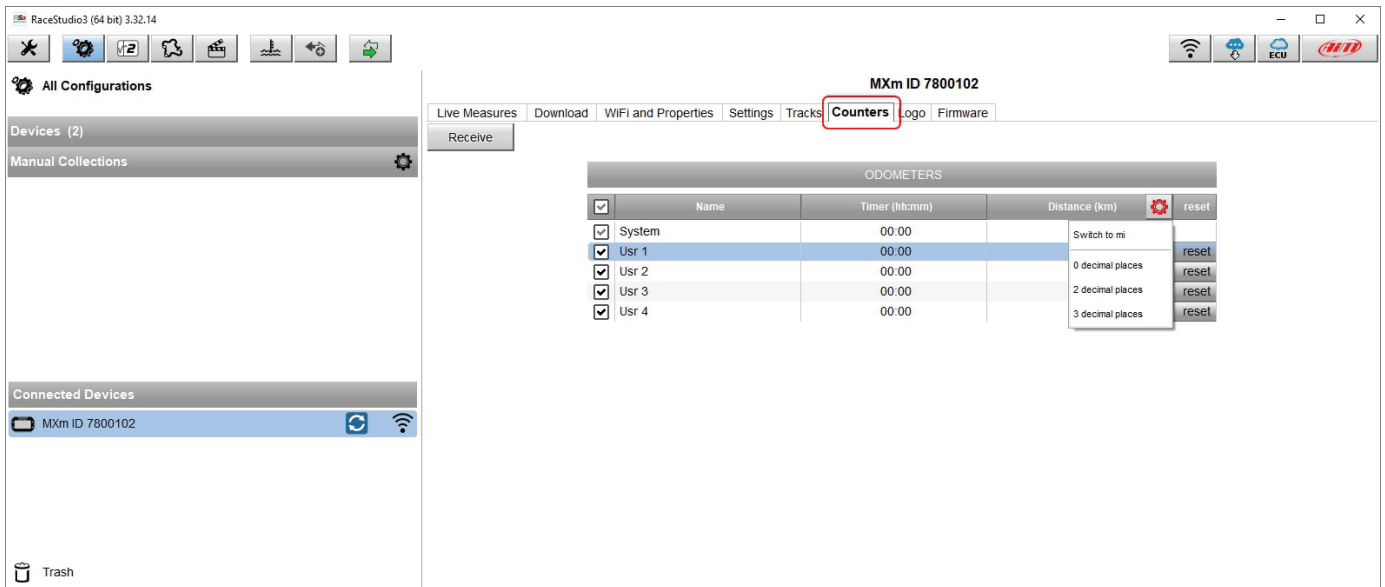 RaceStudio3 (64 bit) 3.32.14
ECU
AiM
All Configurations
MXm ID 7800102
Live Measures Download WiFi and Properties Settings Tracks Counters Logo Firmware
Devices (2)
Receive
Manual Collections
ODOMETERS
Name Timer (hh:mm) Distance (km) reset
System 00:00
Switch to mi
Usr 1 00:00 reset
0 decimal places
Usr 2 00:00 reset
2 decimal places
Usr 3 00:00 reset
3 decimal places
Usr 4 00:00 reset
Connected Devices
MXm ID 7800102
Trash